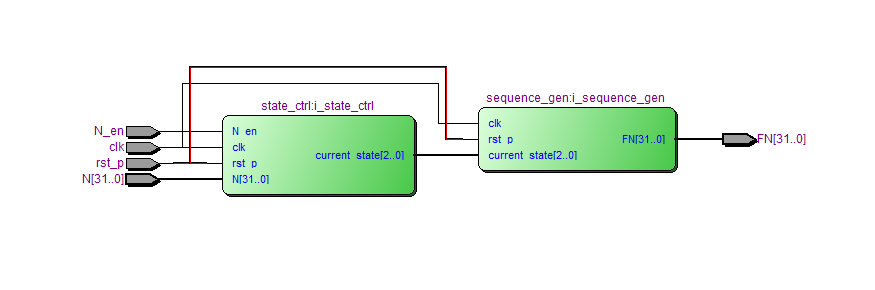 N_en
clk
rst_p
N[31..0]
state_ctrl:i_state_ctrl
N_en
clk
rst_p
N[31..0]
current_state[2..0]
sequence_gen:i_sequence_gen
clk
rst_p
current_state[2..0]
FN[31..0]
FN[31..0]